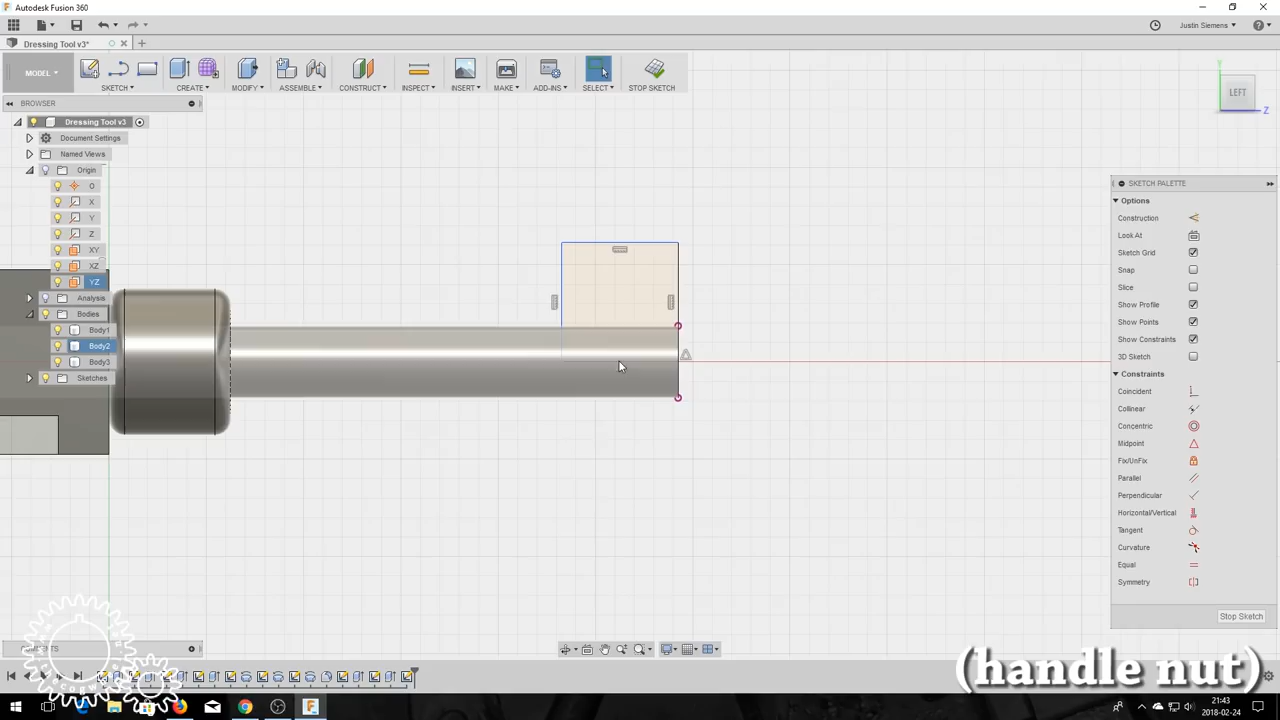 Autodesk Fusion 360
Justin Siemens
Dressing Tool v3*
MODEL
SKETCH
CREATE
MODIFY
ASSEMBLE
CONSTRUCT
INSPECT
INSERT
MAKE
ADD-INS
SELECT
STOP SKETCH
BROWSER
Dressing Tool v3
Document Settings
Named Views
Origin
O
X
Y
Z
XY
XZ
YZ
Analysis
Bodies
Body1
Body2
Body3
Sketches
Y
LEFT
Z
SKETCH PALETTE
Options
Construction
Look At
Sketch Grid
Snap
Slice
Show Profile
Show Points
Show Constraints
3D Sketch
Constraints
Coincident
Collinear
Concentric
Midpoint
Fix/UnFix
Parallel
Perpendicular
Horizontal/Vertical
Tangent
Curvature
Equal
Symmetry
Stop Sketch
COMMENTS
(handle nut)
21:43
2018-02-24